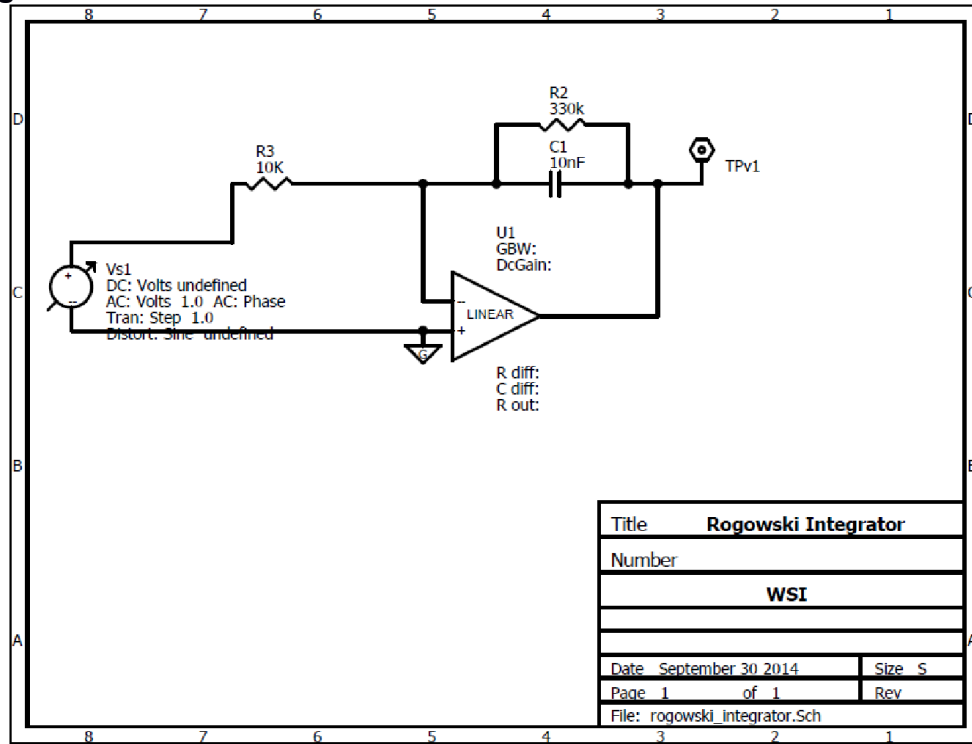 8 7 6 5 4 3 2 1
D
R2
330k
C1
10nF
R3
10K
TPv1
U1
GBW:
DcGain:
C
+
--
Vs1
DC: Volts undefined
AC: Volts 1.0 AC: Phase
Tran: Step 1.0
Distort: Sine undefined
--
LINEAR
+
G
R diff:
C diff:
R out:
B
Title Rogowski Integrator
Number
WSI
A A
Date September 30 2014 Size S
Page 1 of 1 Rev
File: rogowski_integrator.Sch
8 7 6 5 4 3 2 1